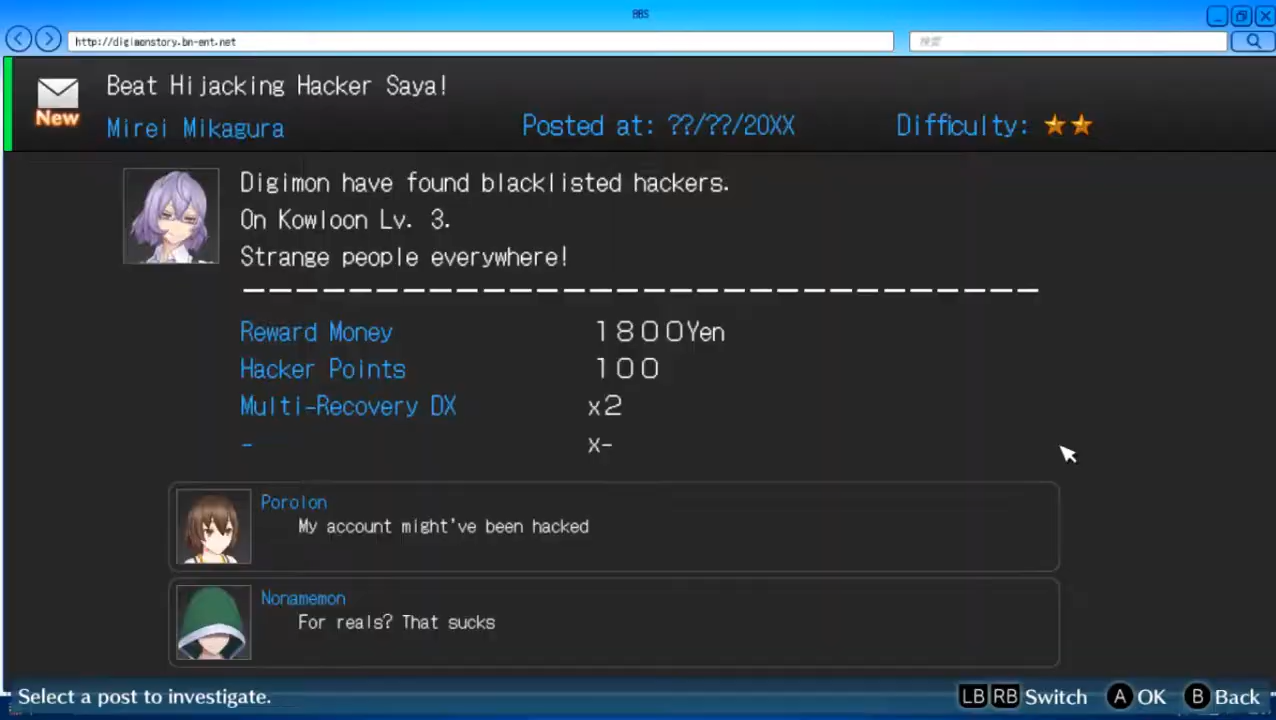 BBS
http://digimonstory.bn-ent.net
検索
Beat Hijacking Hacker Saya!
New
Mirei Mikagura
Posted at: ??/??/20XX
Difficulty: ★★
Digimon have found blacklisted hackers.
On Kowloon Lv. 3.
Strange people everywhere!
Reward Money 1800Yen
Hacker Points 100
Multi-Recovery DX x2
- x-
Porolon
My account might've been hacked
Nonamemon
For reals? That sucks
Select a post to investigate.
LB RB Switch A OK B Back